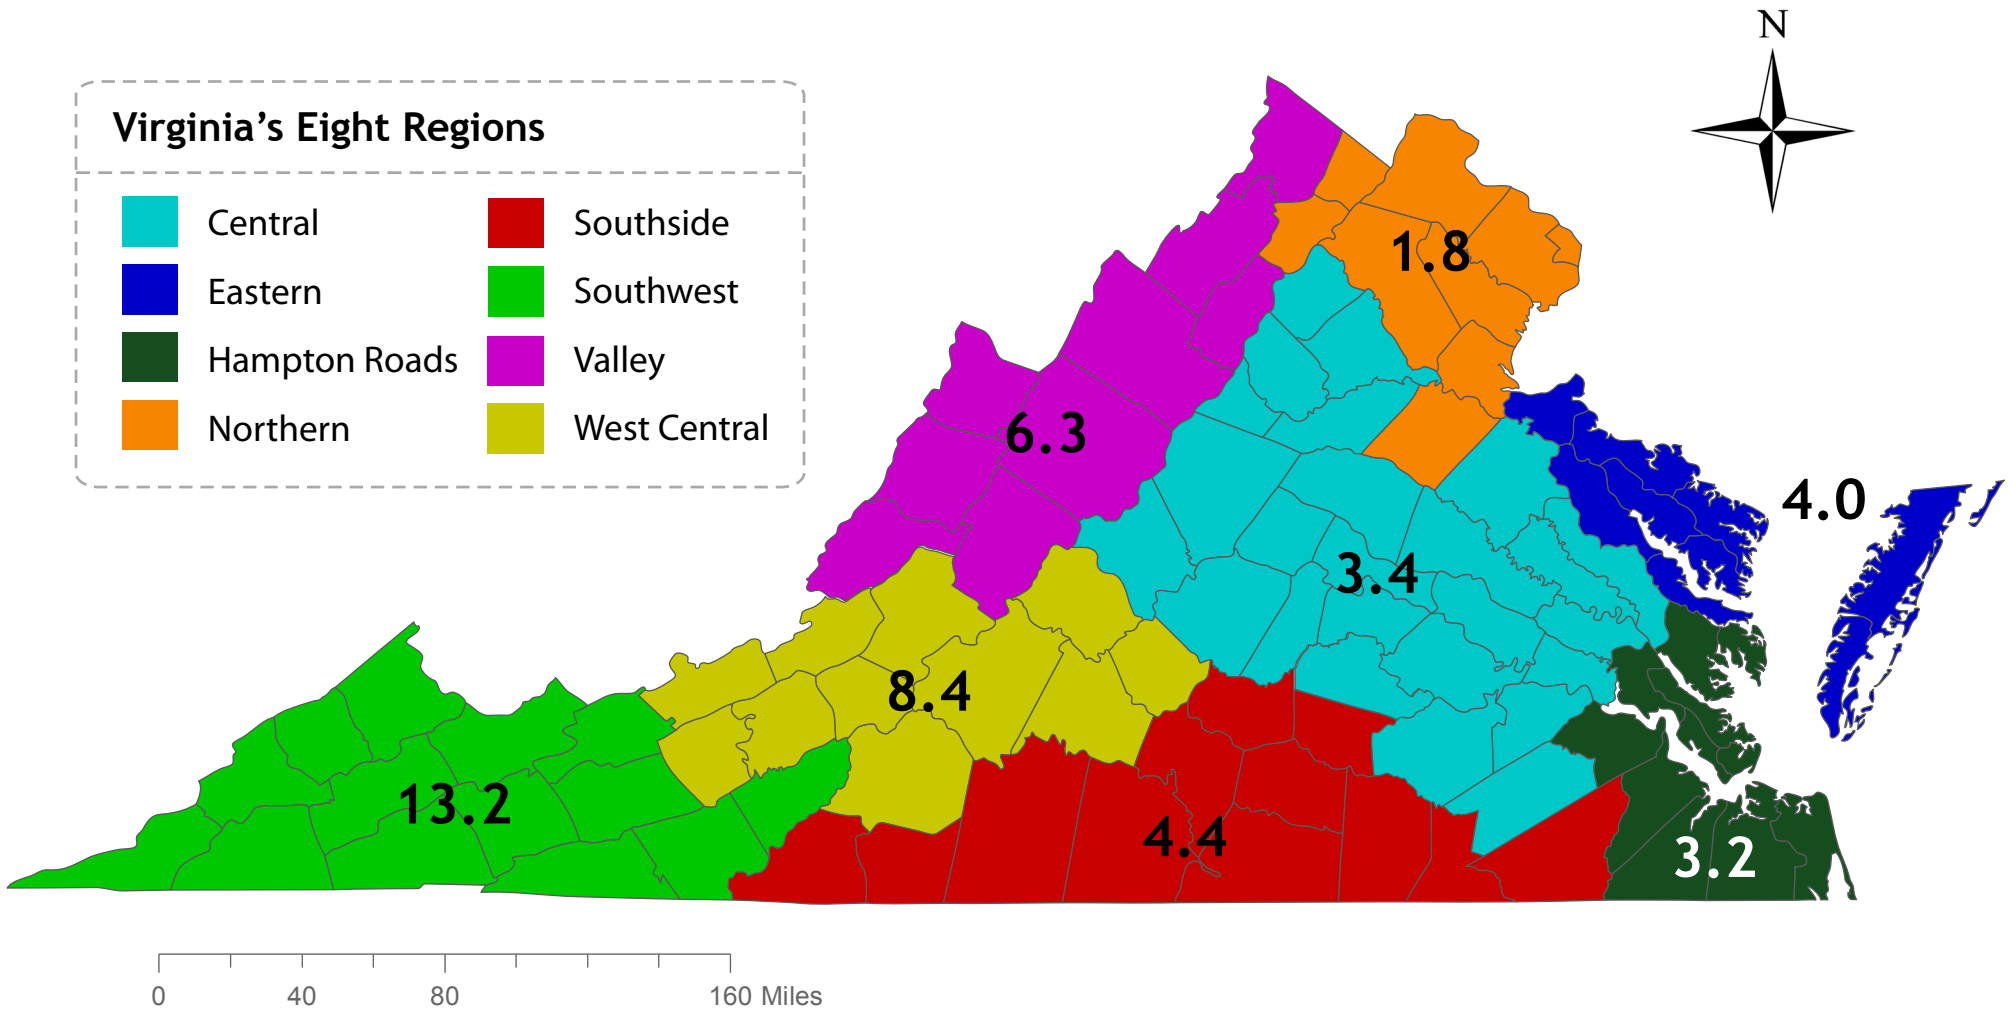 N
Virginia's Eight Regions
Central
Southside
Eastern
Southwest
Hampton Roads
Valley
Northern
West Central
1.8
6.3
4.0
3.4
8.4
13.2
4.4
3.2
0 40 80 160 Miles